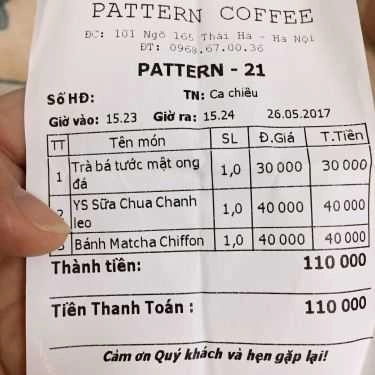 PATTERN COFFEE
ĐC: 101 Ngõ 165 Thái Hà - Hà Nội
ĐT: 0968.67.00.36
PATTERN - 21
Số HĐ: TN: Ca chiều
Giờ vào: 15.23 Giờ ra: 15.24 26.05.2017
TT Tên món SL Đ.Giá T.Tiền
1 Trà bá tước mật ong đá 1,0 30 000 30 000
2 YS Sữa Chua Chanh leo 1,0 40 000 40 000
3 Bánh Matcha Chiffon 1,0 40 000 40 000
Thành tiền: 110 000
Tiền Thanh Toán : 110 000
Cảm ơn Quý khách và hẹn gặp lại!